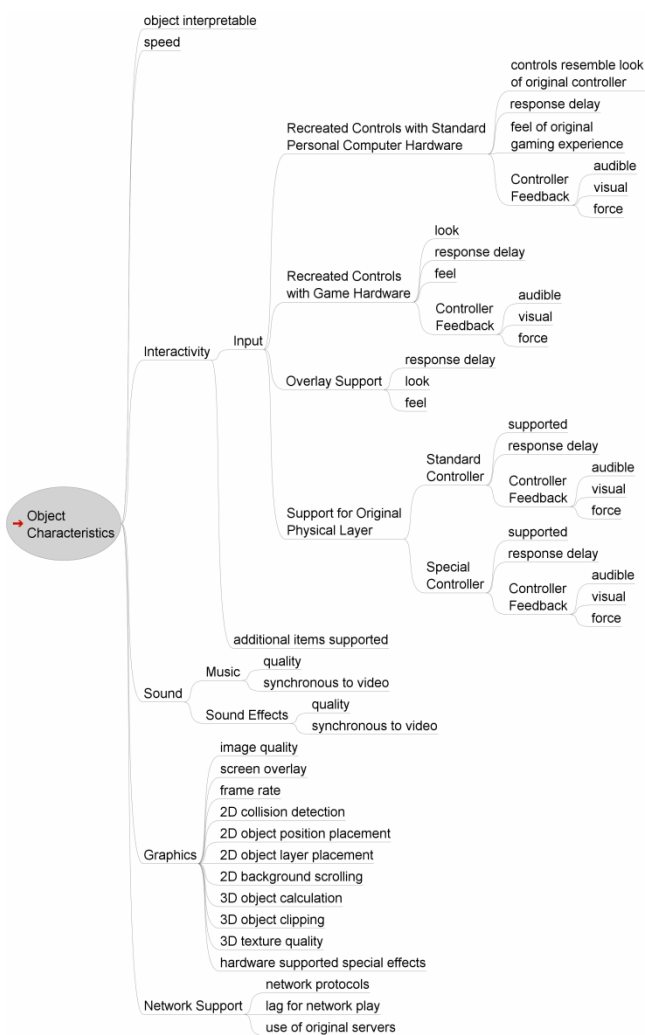 object interpretable
speed
controls resemble look
of original controller
response delay
feel of original
gaming experience
Recreated Controls with Standard
Personal Computer Hardware
Controller
Feedback
audible
visual
force
look
response delay
feel
Recreated Controls
with Game Hardware
Controller
Feedback
audible
visual
force
Interactivity
Input
Overlay Support
response delay
look
feel
Support for Original
Physical Layer
Standard
Controller
supported
response delay
Controller
Feedback
audible
visual
force
Special
Controller
supported
response delay
Controller
Feedback
audible
visual
force
Object
Characteristics
additional items supported
Sound
Music
quality
synchronous to video
Sound Effects
quality
synchronous to video
Graphics
image quality
screen overlay
frame rate
2D collision detection
2D object position placement
2D object layer placement
2D background scrolling
3D object calculation
3D object clipping
3D texture quality
hardware supported special effects
Network Support
network protocols
lag for network play
use of original servers